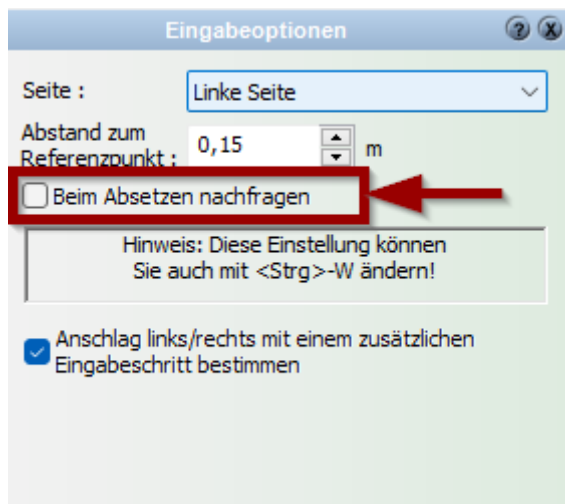 Eingabeoptionen
Seite :
Linke Seite
Abstand zum
Referenzpunkt :
0,15
m
Beim Absetzen nachfragen
Hinweis: Diese Einstellung können
Sie auch mit <Strg>-W ändern!
Anschlag links/rechts mit einem zusätzlichen
Eingabeschritt bestimmen